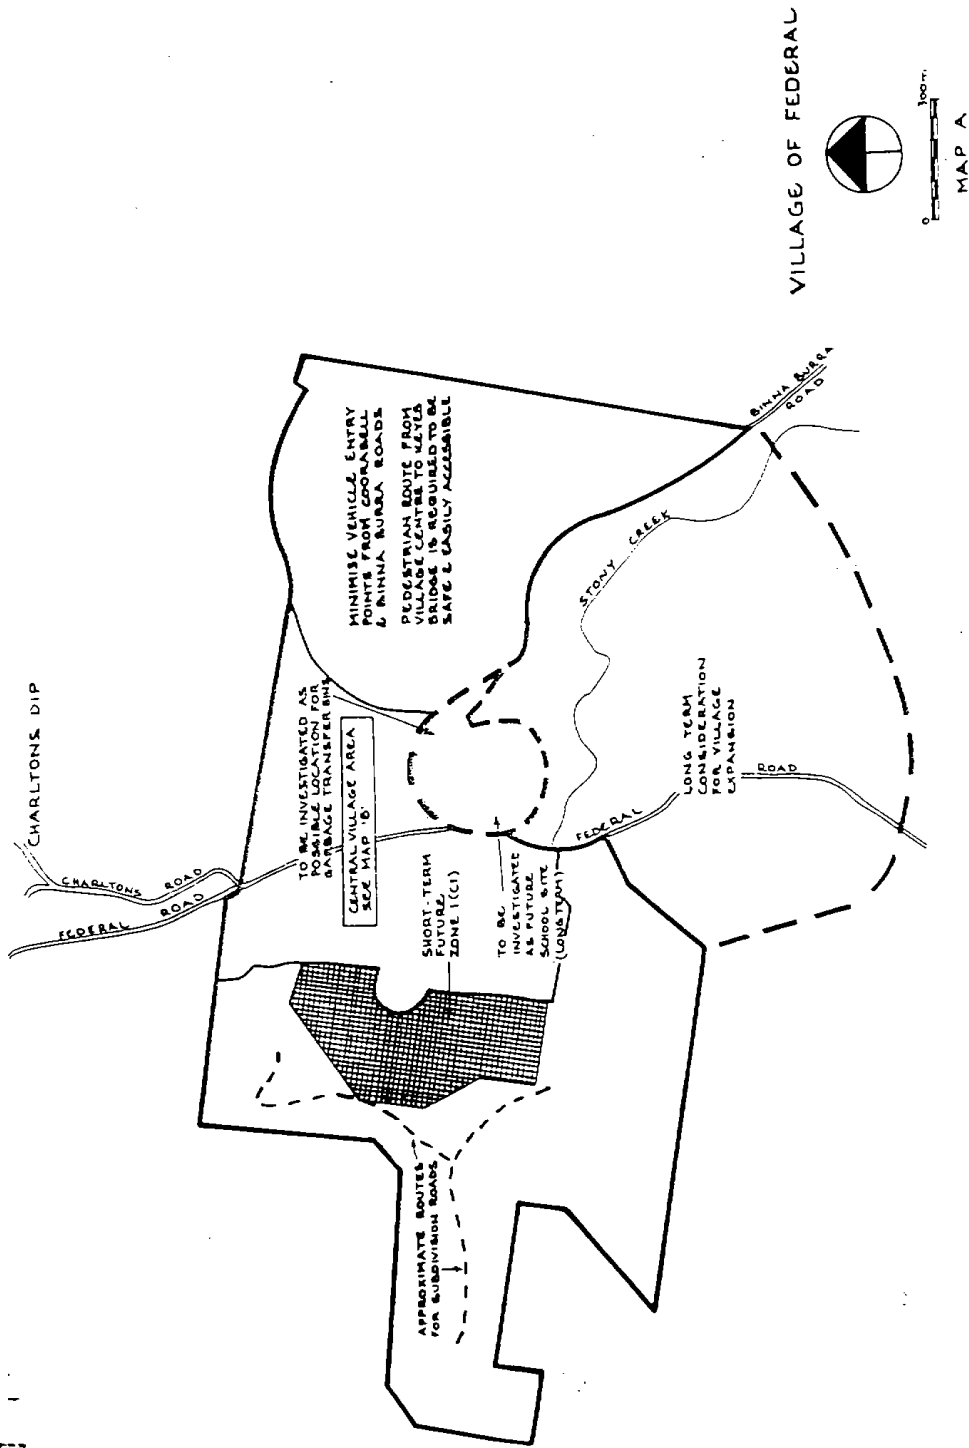 CHARLTONS DIP
CHARLTONS ROAD
FEDERAL ROAD
TO BE INVESTIGATED AS
POSSIBLE LOCATION FOR
GARBAGE TRANSFER BINS
CENTRAL VILLAGE AREA
SEE MAP 'B'
MINIMISE VEHICLE ENTRY
POINTS FROM COORABELL
& BINNA BURRA ROADS
PEDESTRIAN ROUTE FROM
VILLAGE CENTRE TO KEYES
BRIDGE IS REQUIRED TO BE
SAFE & EASILY ACCESSIBLE
APPROXIMATE ROUTES
FOR SUBDIVISION ROADS
SHORT-TERM
FUTURE
ZONE 1(C1)
TO BE
INVESTIGATED
AS FUTURE
SCHOOL SITE
(LONG TERM)
STONY CREEK
FEDERAL
ROAD
LONG TERM
CONSIDERATION
FOR VILLAGE
EXPANSION
BINNA BURRA
ROAD
VILLAGE OF FEDERAL
0 300m.
MAP A